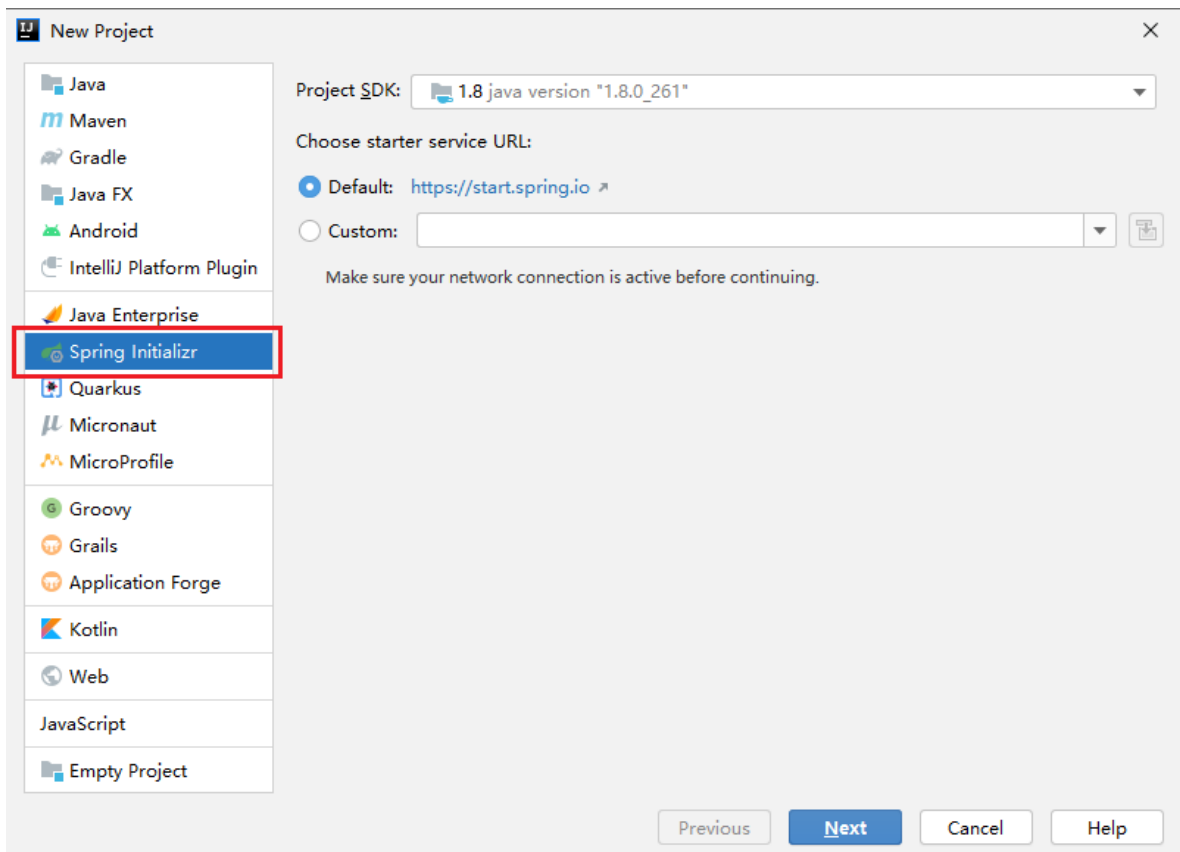 New Project
Java
Maven
Gradle
Java FX
Android
IntelliJ Platform Plugin
Java Enterprise
Spring Initializr
Quarkus
Micronaut
MicroProfile
Groovy
Grails
Application Forge
Kotlin
Web
JavaScript
Empty Project
Project SDK: 1.8 java version "1.8.0_261"
Choose starter service URL:
Default: https://start.spring.io
Custom:
Make sure your network connection is active before continuing.
Previous Next Cancel Help